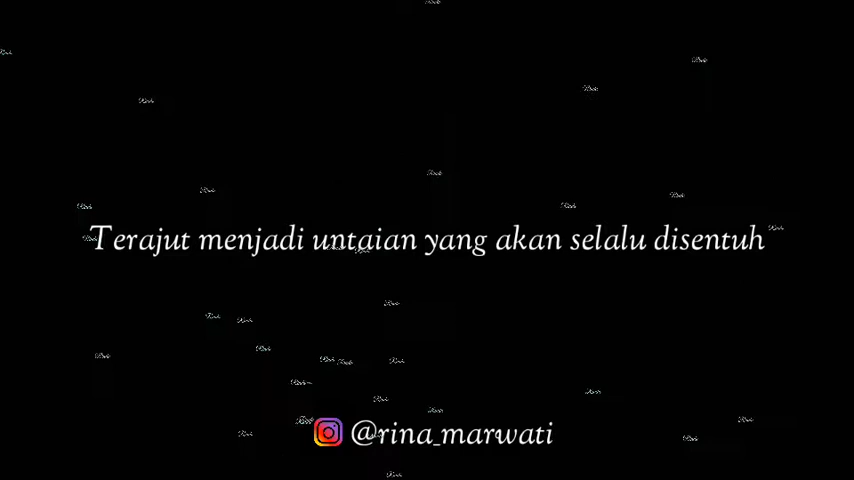 Terajut menjadi untaian yang akan selalu disentuh
@rina_marwati